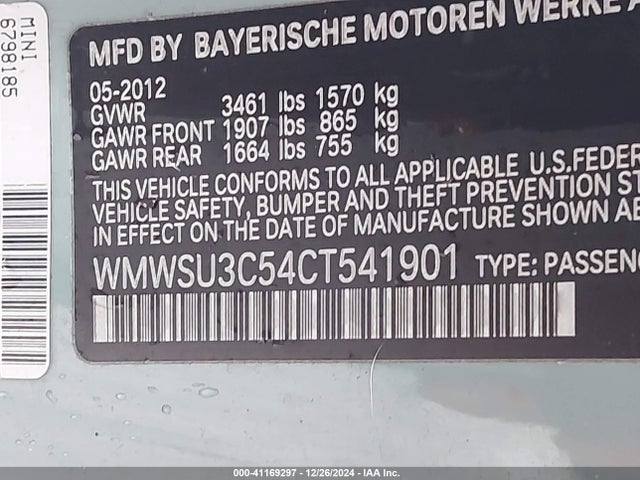 MINI
6798185
MFD BY BAYERISCHE MOTOREN WERKE
05-2012
GVWR 3461 lbs 1570 kg
GAWR FRONT 1907 lbs 865 kg
GAWR REAR 1664 lbs 755 kg
THIS VEHICLE CONFORMS TO ALL APPLICABLE U.S.FEDER
VEHICLE SAFETY, BUMPER AND THEFT PREVENTION ST
IN EFFECT ON THE DATE OF MANUFACTURE SHOWN AB
WMWSU3C54CT541901 TYPE: PASSENG
000-41169297 - 12/26/2024 - IAA Inc.